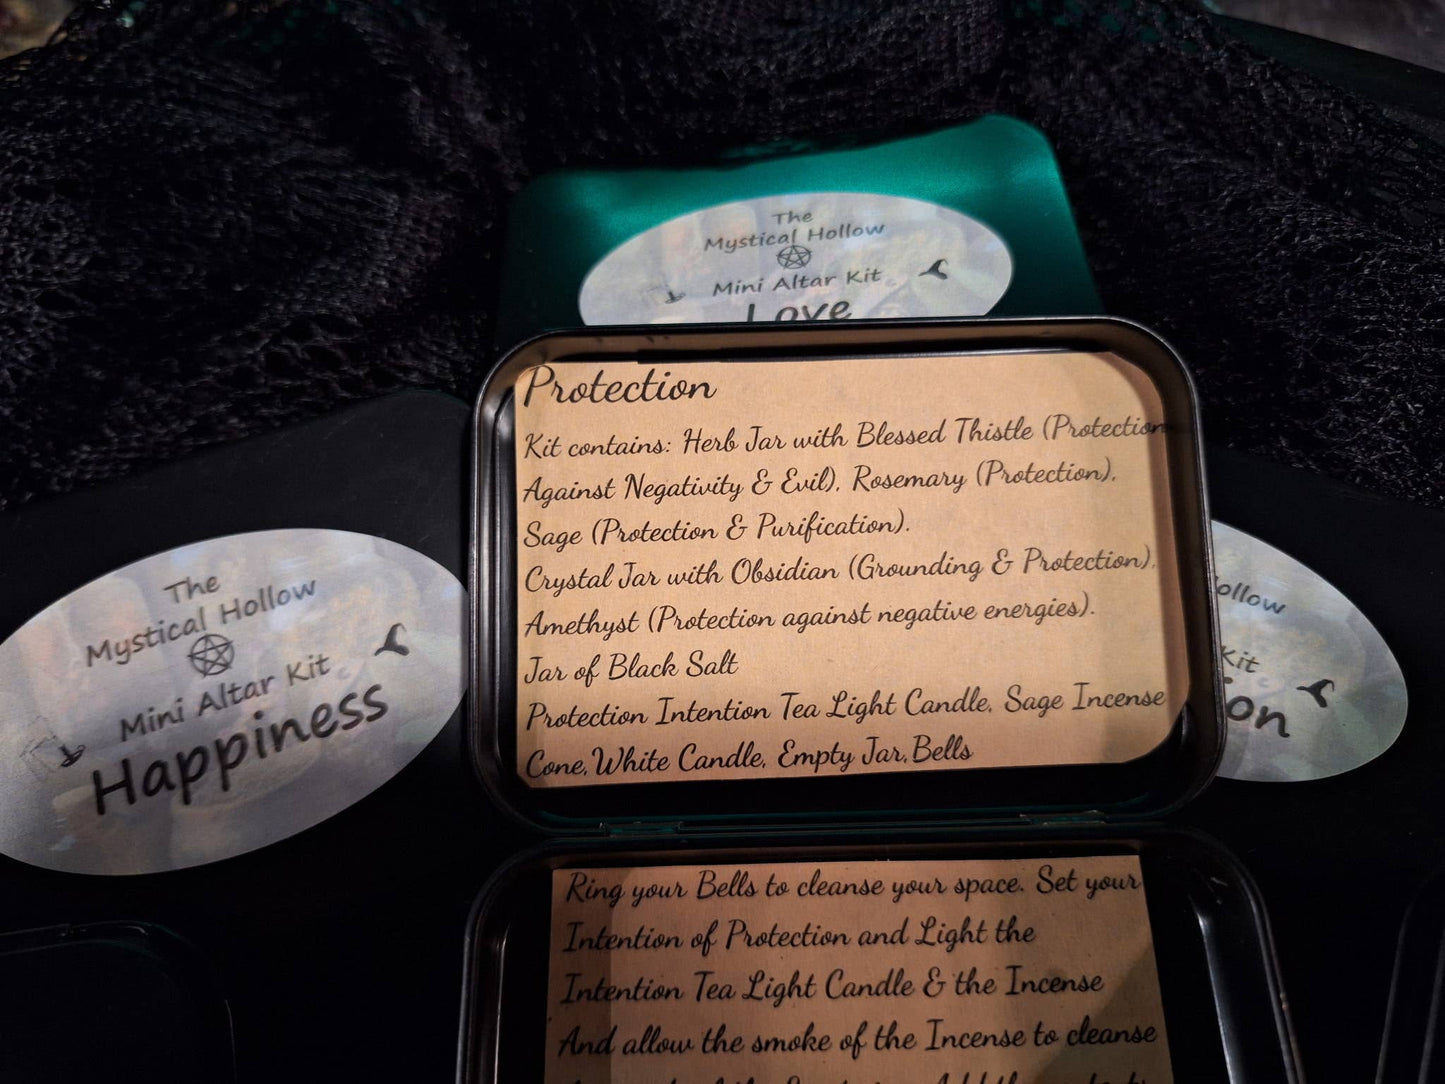 The
Mystical Hollow
Mini Altar Kit
Love
Protection
Kit contains: Herb Jar with Blessed Thistle (Protection
Against Negativity & Evil), Rosemary (Protection),
Sage (Protection & Purification).
Crystal Jar with Obsidian (Grounding & Protection),
Amethyst (Protection against negative energies).
Jar of Black Salt
Protection Intention Tea Light Candle, Sage Incense
Cone, White Candle, Empty Jar, Bells
The
Mystical Hollow
Mini Altar Kit
Happiness
ollow
Kit
ion
Ring your Bells to cleanse your space. Set your
Intention of Protection and Light the
Intention Tea Light Candle & the Incense
And allow the smoke of the Incense to cleanse